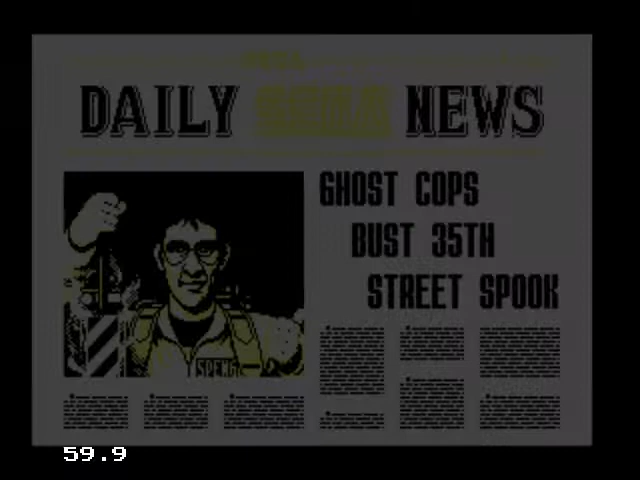 DAILY SEGA NEWS
GHOST COPS
BUST 35TH
STREET SPOOK
SPENG
59.9